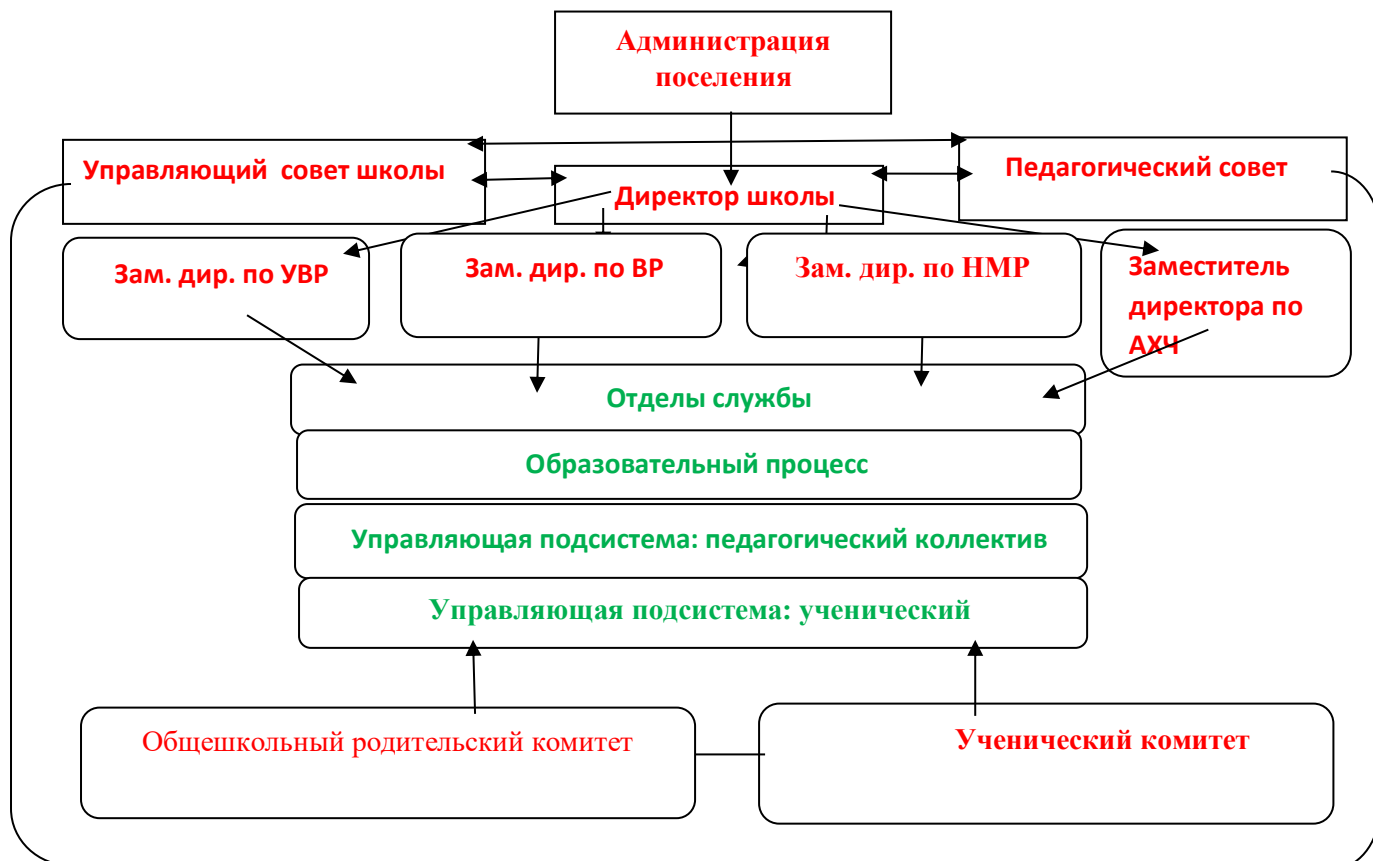 Администрация
поселения
Управляющий совет школы
Педагогический совет
Директор школы
Зам. дир. по УВР
Зам. дир. по ВР
Зам. дир. по НМР
Заместитель
директора по
АХЧ
Отделы службы
Образовательный процесс
Управляющая подсистема: педагогический коллектив
Управляющая подсистема: ученический
Общешкольный родительский комитет
Ученический комитет